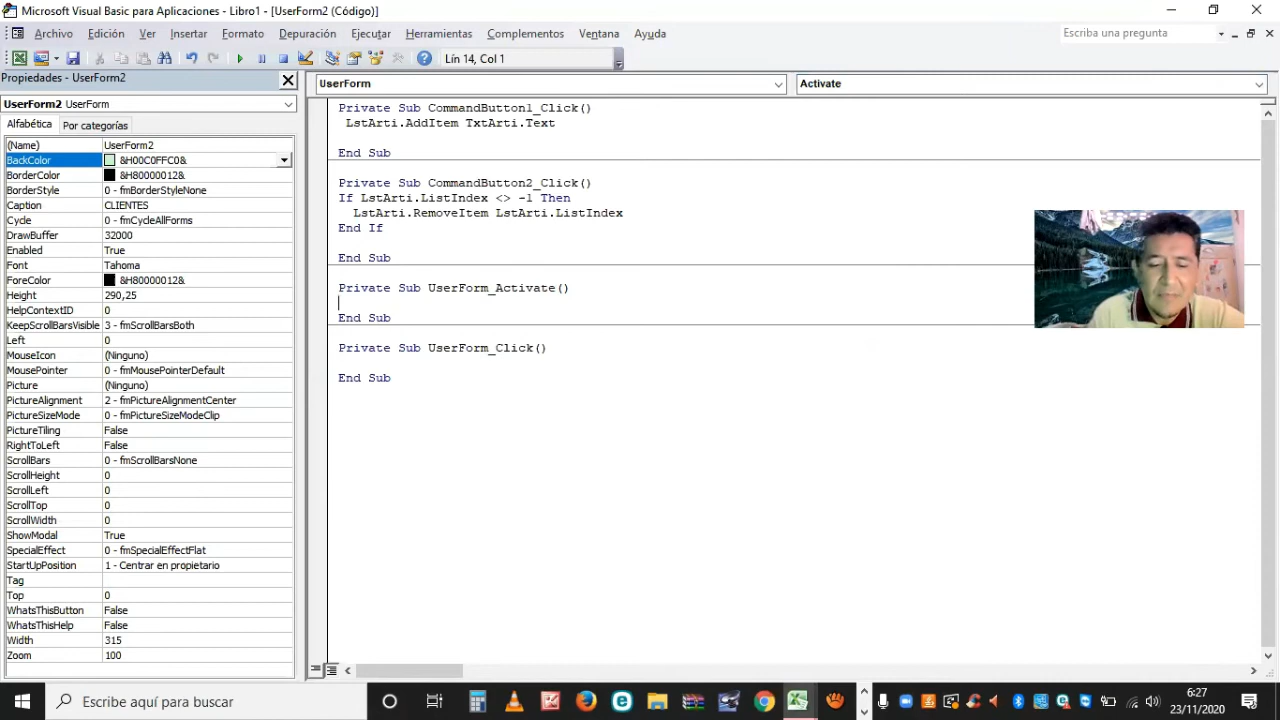 Microsoft Visual Basic para Aplicaciones - Libro1 - [UserForm2 (Código)]
Archivo Edición Ver Insertar Formato Depuración Ejecutar Herramientas Complementos Ventana Ayuda
Escriba una pregunta
Lín 14, Col 1
Propiedades - UserForm2
UserForm2 UserForm
Alfabética Por categorías
(Name) UserForm2
BackColor &H00C0FFC0&
BorderColor &H80000012&
BorderStyle 0 - fmBorderStyleNone
Caption CLIENTES
Cycle 0 - fmCycleAllForms
DrawBuffer 32000
Enabled True
Font Tahoma
ForeColor &H80000012&
Height 290,25
HelpContextID 0
KeepScrollBarsVisible 3 - fmScrollBarsBoth
Left 0
MouseIcon (Ninguno)
MousePointer 0 - fmMousePointerDefault
Picture (Ninguno)
PictureAlignment 2 - fmPictureAlignmentCenter
PictureSizeMode 0 - fmPictureSizeModeClip
PictureTiling False
RightToLeft False
ScrollBars 0 - fmScrollBarsNone
ScrollHeight 0
ScrollLeft 0
ScrollTop 0
ScrollWidth 0
ShowModal True
SpecialEffect 0 - fmSpecialEffectFlat
StartUpPosition 1 - Centrar en propietario
Tag
Top 0
WhatsThisButton False
WhatsThisHelp False
Width 315
Zoom 100
UserForm
Activate
Private Sub CommandButton1_Click()
LstArti.AddItem TxtArti.Text
End Sub
Private Sub CommandButton2_Click()
If LstArti.ListIndex <> -1 Then
LstArti.RemoveItem LstArti.ListIndex
End If
End Sub
Private Sub UserForm_Activate()
End Sub
Private Sub UserForm_Click()
End Sub
Escribe aquí para buscar
6:27
23/11/2020